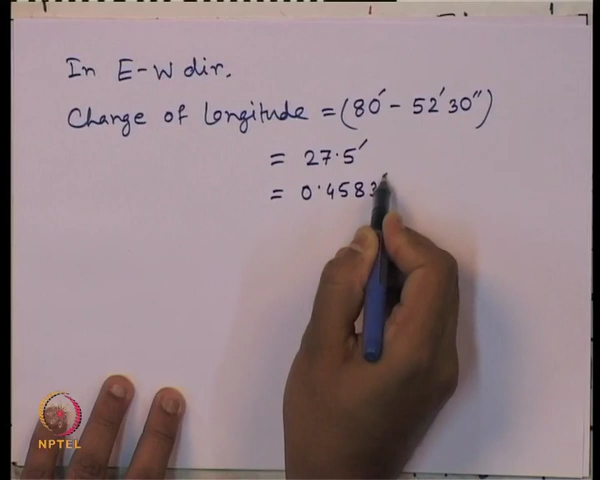 In E-W dir.
Change of Longitude = (80′ - 52′30″)
= 27.5′
= 0.4583
NPTEL